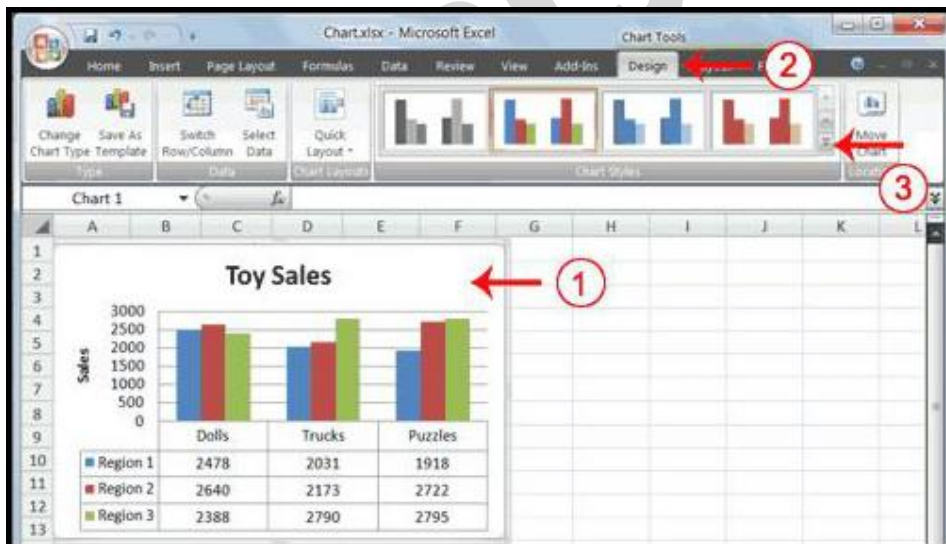 Chart.xlsx - Microsoft Excel
Chart Tools
Home Insert Page Layout Formulas Data Review View Add-Ins Design
2
Change Chart Type
Save As Template
Switch Row/Column
Select Data
Quick Layout
Move Chart
Type
Data
Chart Layouts
Chart Styles
3
Chart 1
fx
A B C D E F G H I J K L
1
2
3
4
5
6
7
8
9
10
11
12
13
Toy Sales
1
Sales
3000
2500
2000
1500
1000
500
0
Dolls Trucks Puzzles
Region 1 2478 2031 1918
Region 2 2640 2173 2722
Region 3 2388 2790 2795